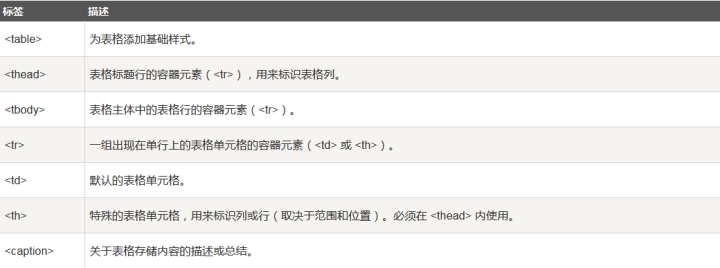 标签 描述
<table> 为表格添加基础样式。
<thead> 表格标题行的容器元素（<tr>），用来标识表格列。
<tbody> 表格主体中的表格行的容器元素（<tr>）。
<tr> 一组出现在单行上的表格单元格的容器元素（<td> 或 <th>）。
<td> 默认的表格单元格。
<th> 特殊的表格单元格，用来标识列或行（取决于范围和位置）。必须在 <thead> 内使用。
<caption> 关于表格存储内容的描述或总结。